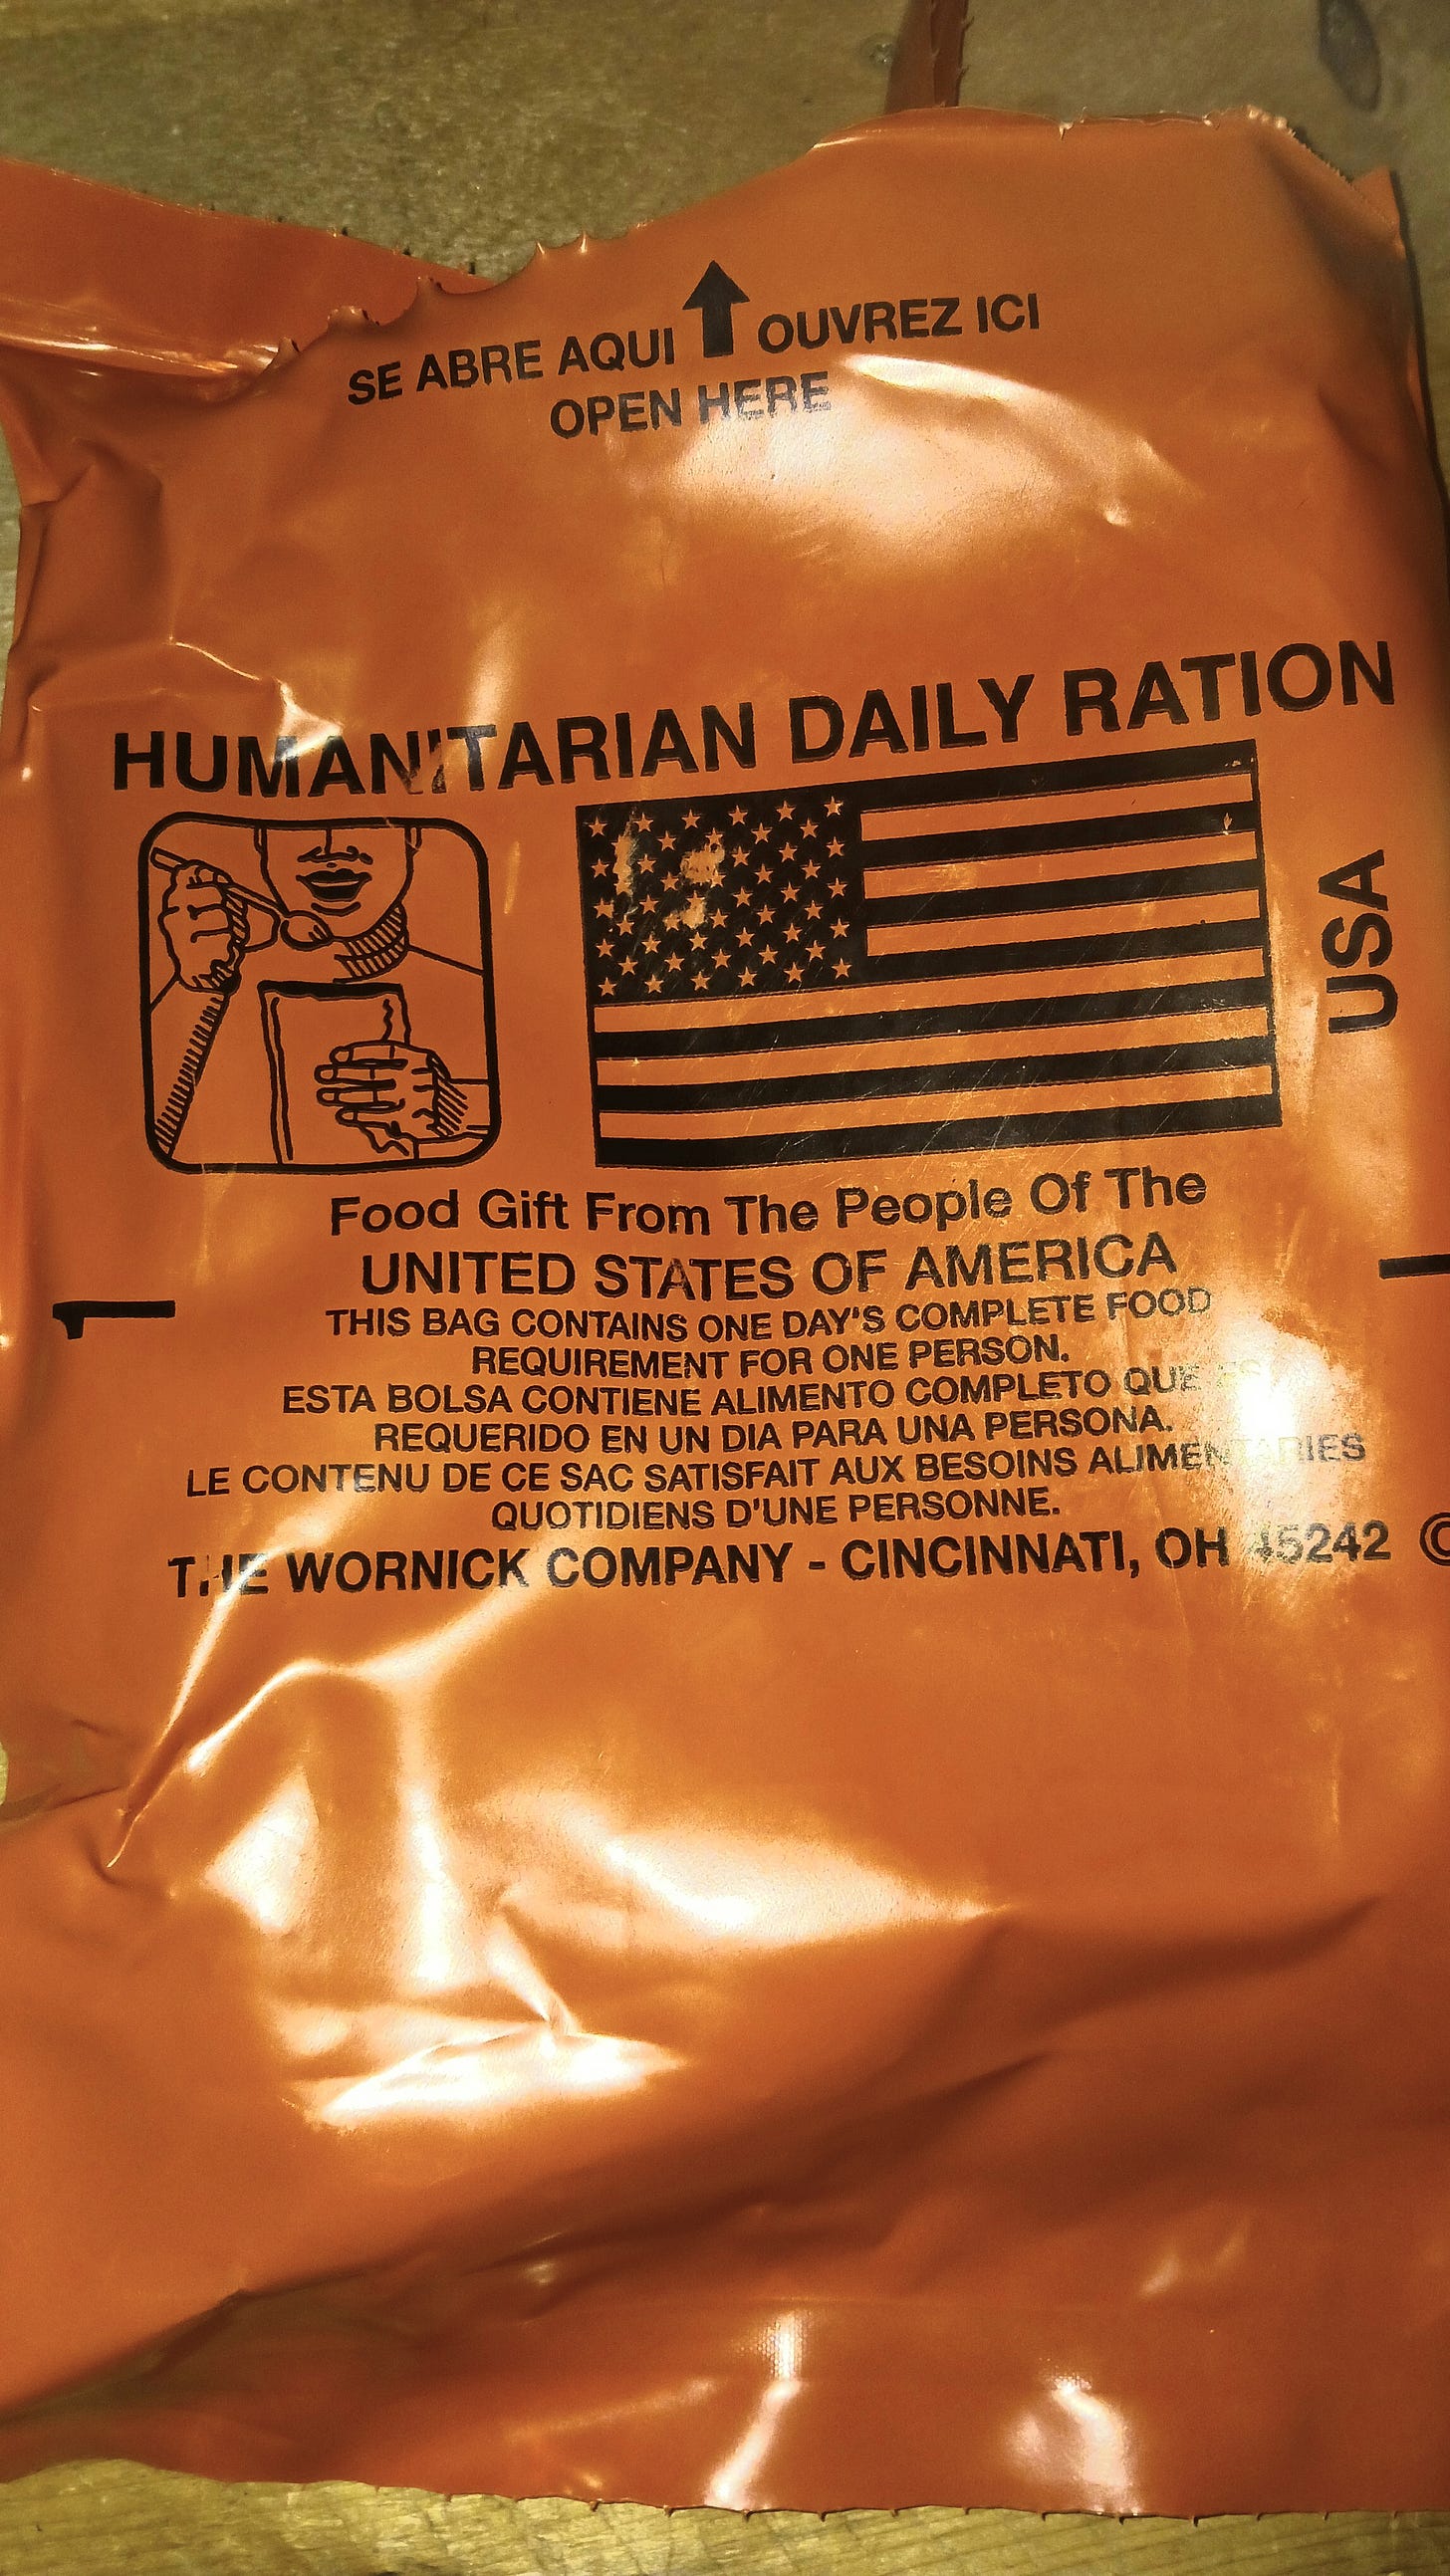 SE ABRE AQUI OUVREZ ICI
OPEN HERE
HUMANITARIAN DAILY RATION
USA
Food Gift From The People Of The
UNITED STATES OF AMERICA
THIS BAG CONTAINS ONE DAY'S COMPLETE FOOD
REQUIREMENT FOR ONE PERSON.
ESTA BOLSA CONTIENE ALIMENTO COMPLETO QUE
REQUERIDO EN UN DIA PARA UNA PERSONA.
LE CONTENU DE CE SAC SATISFAIT AUX BESOINS
QUOTIDIENS D'UNE PERSONNE.
THE WORNICK COMPANY - CINCINNATI, OH 45242 ©